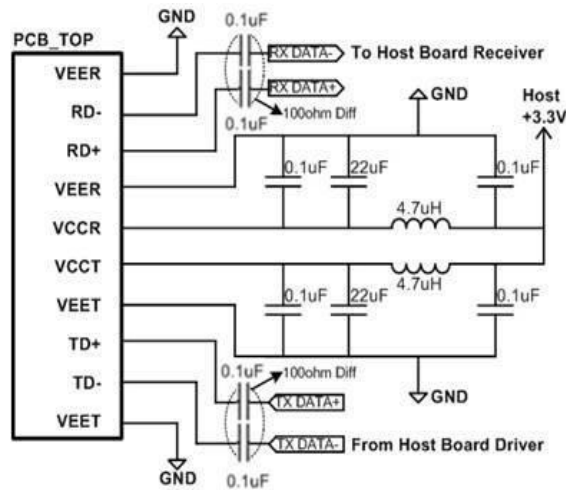 GND
0.1uF
PCB_TOP
RX DATA- To Host Board Receiver
VEER
RX DATA+
RD-
0.1uF 100ohm Diff
GND
Host
+3.3V
RD+
0.1uF 22uF 0.1uF
VEER
4.7uH
VCCR
VCCT
4.7uH
0.1uF 22uF 0.1uF
VEET
TD+
0.1uF 100ohm Diff
GND
TX DATA+
TD-
TX DATA- From Host Board Driver
VEET
0.1uF
GND